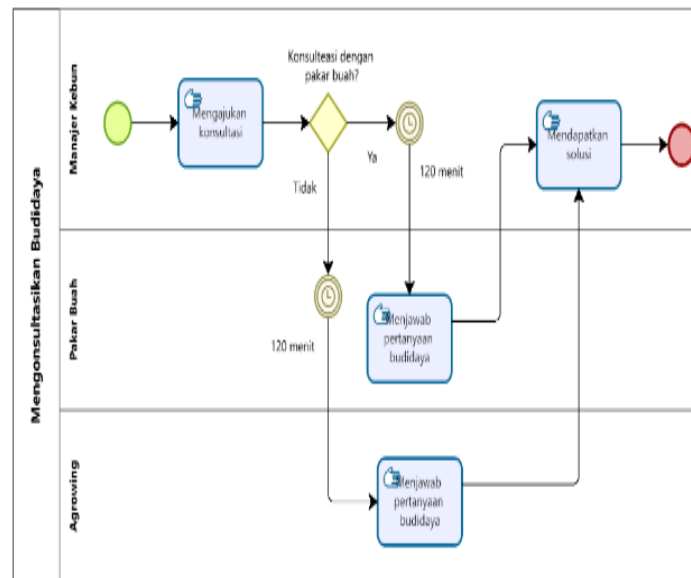 Mengonsultasikan Budidaya
Manajer Kebun
Mengajukan
konsultasi
Konsulteasi dengan
pakar buah?
Ya
Tidak
120 menit
Mendapatkan
solusi
Pakar Buah
120 menit
Menjawab
pertanyaan
budidaya
Agrowing
Menjawab
pertanyaan
budidaya